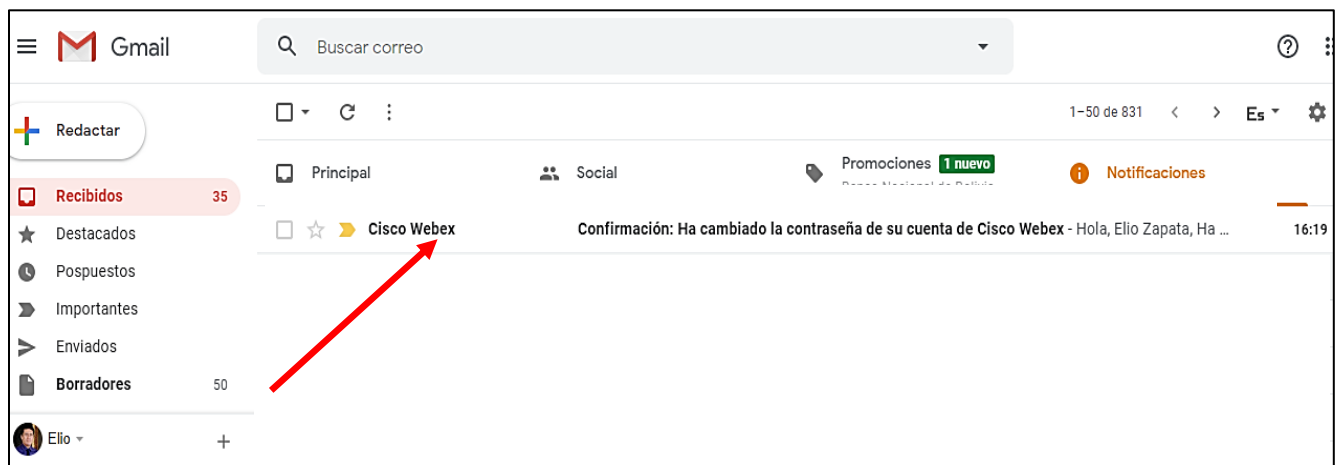 Gmail
Buscar correo
Redactar
1–50 de 831
Es
Principal
Social
Promociones 1 nuevo
Notificaciones
Recibidos 35
Cisco Webex Confirmación: Ha cambiado la contraseña de su cuenta de Cisco Webex - Hola, Elio Zapata, Ha ... 16:19
Destacados
Pospuestos
Importantes
Enviados
Borradores 50
Elio